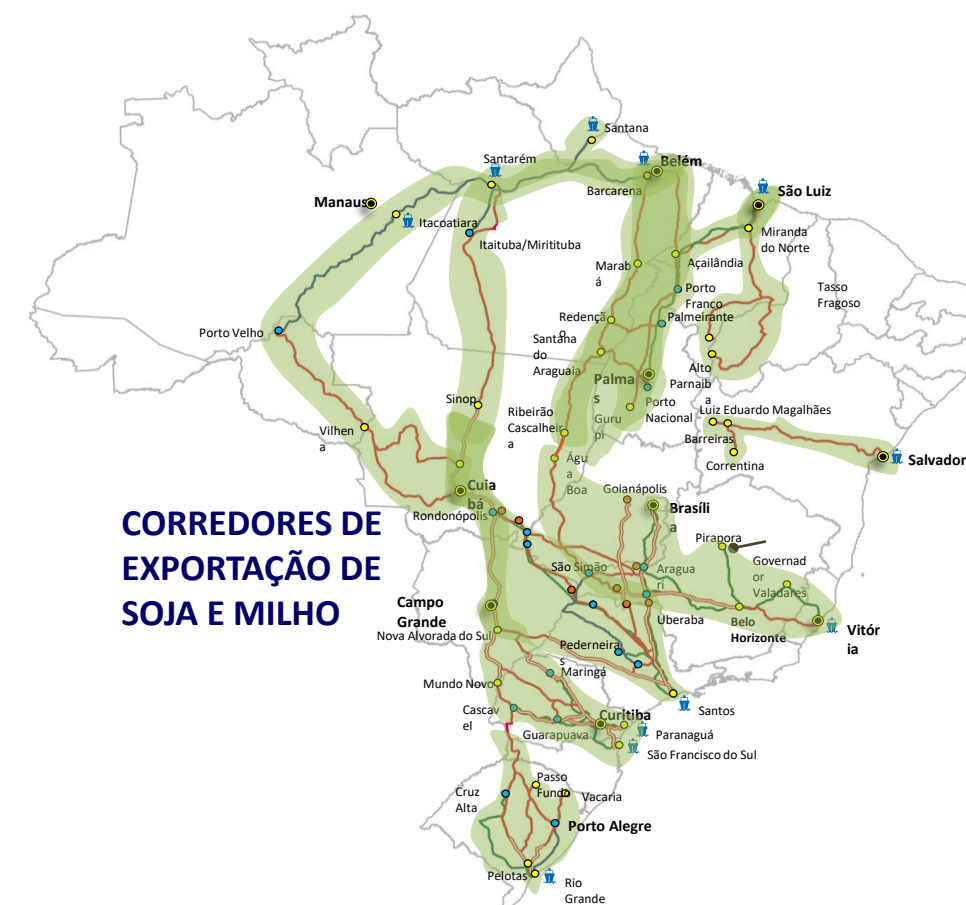 Santana
Santarém
Belém
Barcarena
São Luiz
Manaus
Itacoatiara
Miranda
do Norte
Itaituba/Miritituba
Marab
á
Açailândia
Tasso
Fragoso
Porto
Franco
Porto Velho
Redençã
o
Palmeirante
Santana
do
Araguaia
Alto
Parnaib
a
Palma
s
Sinop
Ribeirão
Cascalheir
a
Porto
Nacional
Guru
pi
Luiz Eduardo Magalhães
Vilhen
a
Barreiras
Correntina
Salvador
Águ
a
Boa
Cuia
bá
Goianápolis
Rondonópolis
Brasíli
a
CORREDORES DE
EXPORTAÇÃO DE
SOJA E MILHO
Pirapora
Governad
or
Valadares
São Simão
Aragua
ri
Campo
Grande
Uberaba
Belo
Horizonte
Nova Alvorada do Sul
Vitór
ia
Pederneira
s
Maringá
Mundo Novo
Cascav
el
Santos
Curitiba
Guarapuava
Paranaguá
São Francisco do Sul
Passo
Fundo
Cruz
Alta
Vacaria
Porto Alegre
Pelotas
Rio
Grande